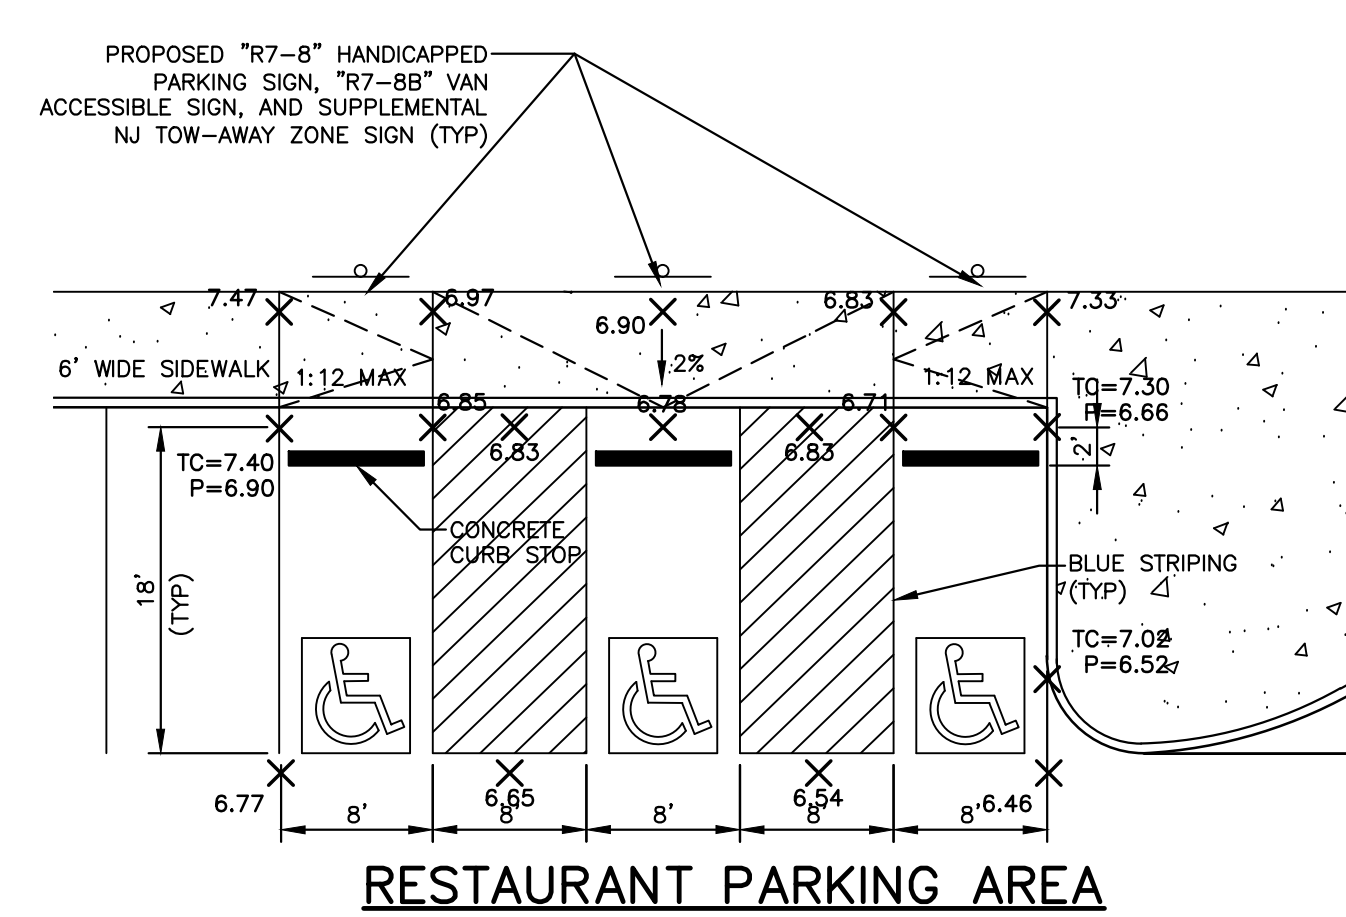 PROPOSED "R7-8" HANDICAPPED
PARKING SIGN, "R7-8B" VAN
ACCESSIBLE SIGN, AND SUPPLEMENTAL
NJ TOW-AWAY ZONE SIGN (TYP)
7.47
6.97
6.90
6.83
7.33
2%
6' WIDE SIDEWALK
1:12 MAX
1:12 MAX
6.85
6.78
6.71
TC=7.30
P=6.66
6.83
6.83
2'
TC=7.40
P=6.90
CONCRETE
CURB STOP
BLUE STRIPING
(TYP)
18'
(TYP)
TC=7.02
P=6.52
6.77
6.65
6.54
6.46
8'
8'
8'
8'
8'
RESTAURANT PARKING AREA